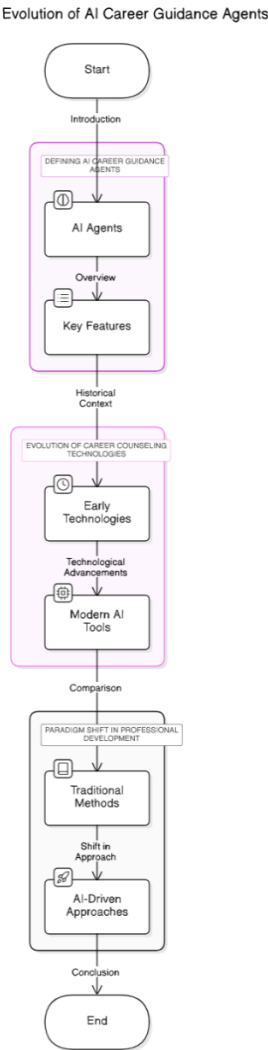 Evolution of AI Career Guidance Agents
Start
Introduction
DEFINING AI CAREER GUIDANCE
AGENTS
AI Agents
Overview
Key Features
Historical
Context
EVOLUTION OF CAREER COUNSELING
TECHNOLOGIES
Early
Technologies
Technological
Advancements
Modern AI
Tools
Comparison
PARADIGM SHIFT IN PROFESSIONAL
DEVELOPMENT
Traditional
Methods
Shift in
Approach
AI-Driven
Approaches
Conclusion
End